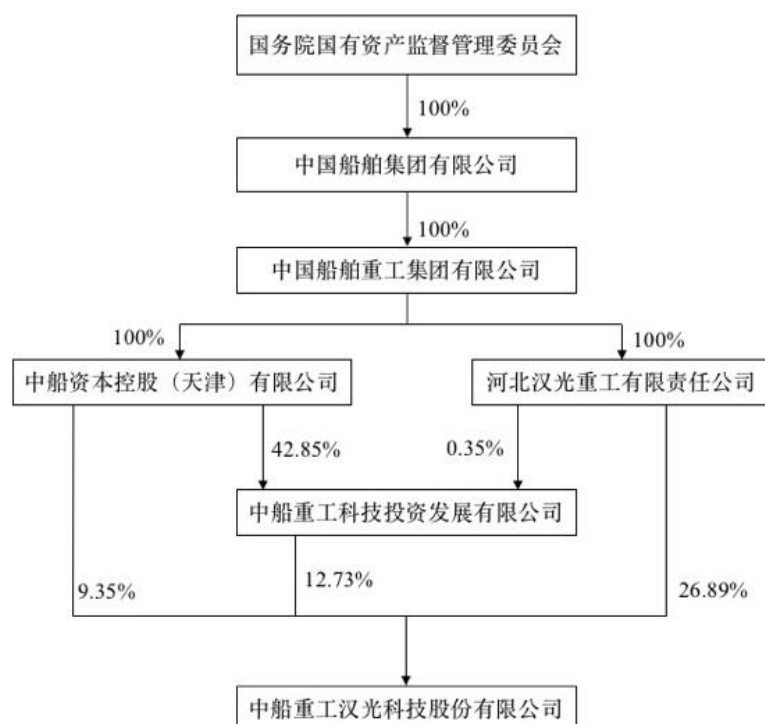 国务院国有资产监督管理委员会
100%
中国船舶集团有限公司
100%
中国船舶重工集团有限公司
100%
100%
中船资本控股（天津）有限公司
河北汉光重工有限责任公司
42.85%
0.35%
中船重工科技投资发展有限公司
9.35%
12.73%
26.89%
中船重工汉光科技股份有限公司